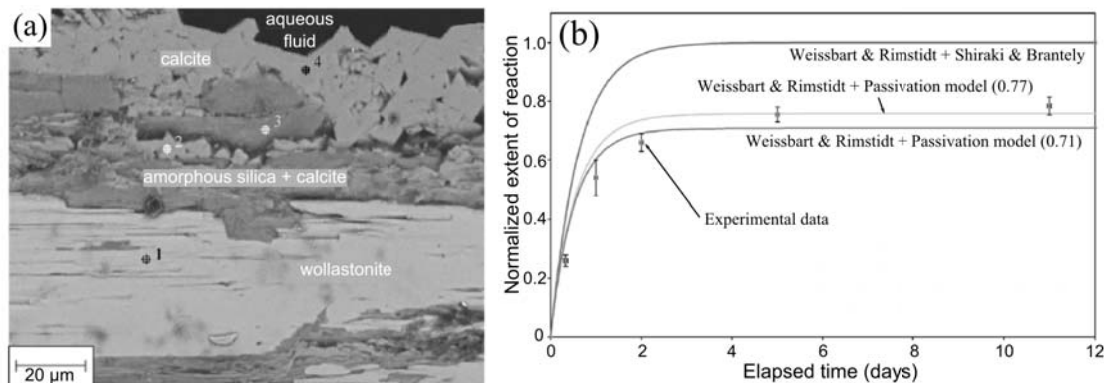 (a)
aqueous
fluid
4
calcite
3
2
amorphous silica + calcite
1
wollastonite
20 µm
(b)
Normalized extent of reaction
1.0
0.8
0.6
0.4
0.2
0
Weissbart & Rimstidt + Shiraki & Brantely
Weissbart & Rimstidt + Passivation model (0.77)
Weissbart & Rimstidt + Passivation model (0.71)
Experimental data
0 2 4 6 8 10 12
Elapsed time (days)